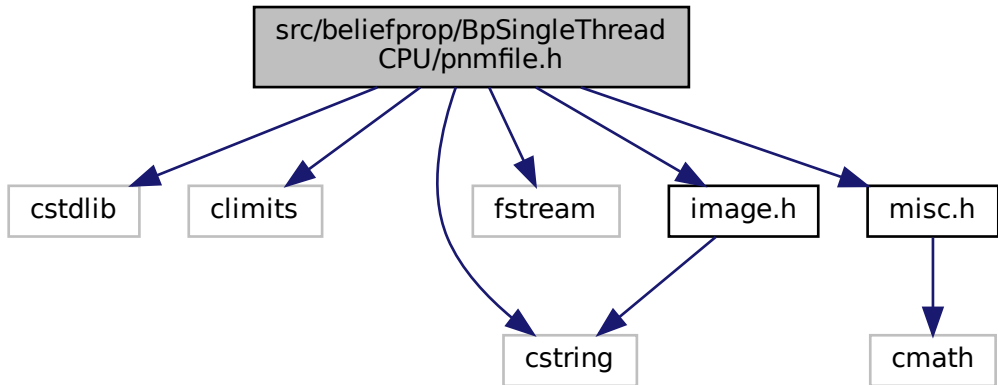 src/beliefprop/BpSingleThread
CPU/pnmfile.h
cstdlib
climits
fstream
image.h
misc.h
cstring
cmath